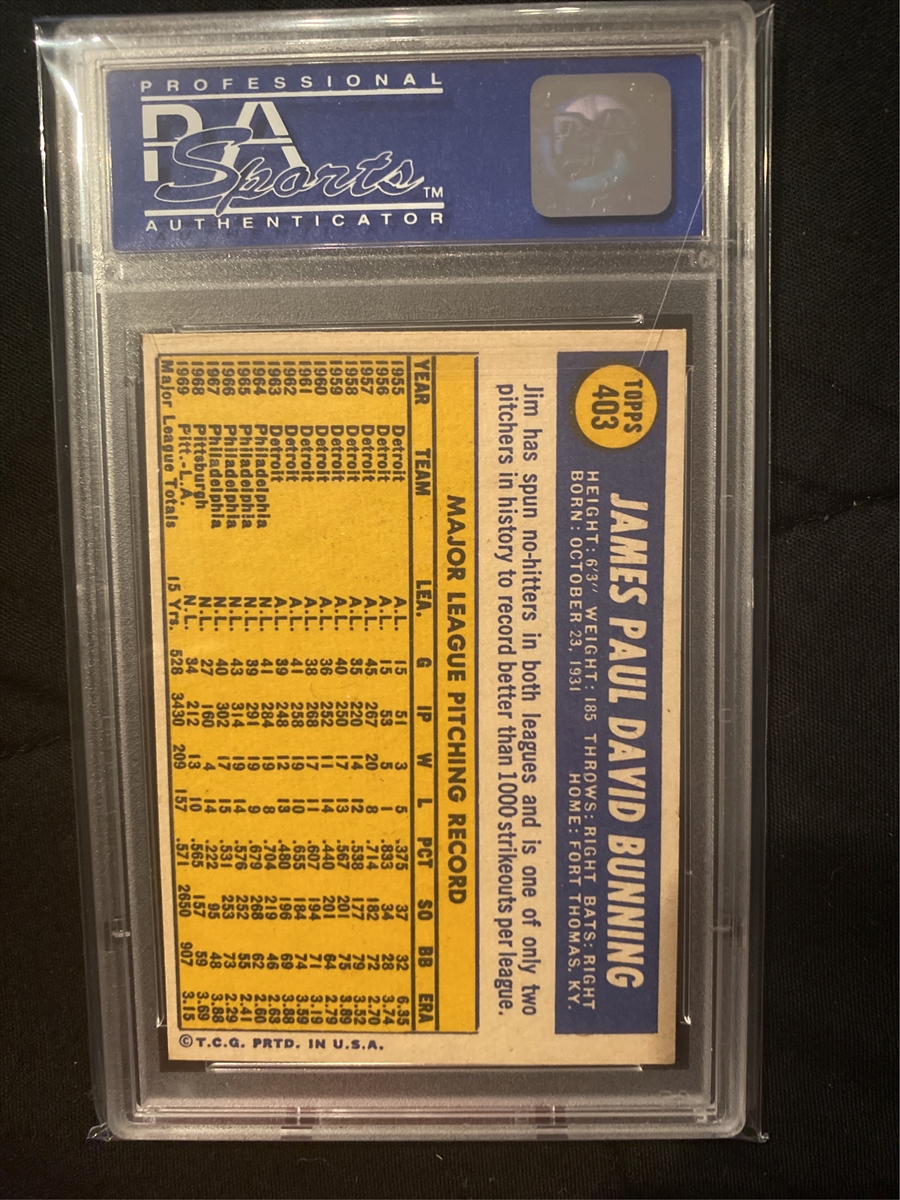 PROFESSIONAL
PSA
Sports™
AUTHENTICATOR
TOPPS
403
JAMES PAUL DAVID BUNNING
HEIGHT: 6'3" WEIGHT: 185 THROWS: RIGHT BATS: RIGHT
BORN: OCTOBER 23, 1931 HOME: FORT THOMAS, KY.
Jim has spun no-hitters in both leagues and is one of only two
pitchers in history to record better than 1000 strikeouts per league.
MAJOR LEAGUE PITCHING RECORD
YEAR TEAM LEA. G IP W L PCT SO BB ERA
1955 Detroit A.L. 15 51 3 5 .375 37 32 6.35
1956 Detroit A.L. 15 53 5 1 .833 34 28 3.74
1957 Detroit A.L. 45 267 20 8 .714 182 72 2.70
1958 Detroit A.L. 35 220 14 12 .538 177 79 3.52
1959 Detroit A.L. 40 250 17 13 .567 201 75 3.89
1960 Detroit A.L. 36 252 11 14 .440 201 64 2.79
1961 Detroit A.L. 38 268 17 11 .607 194 71 3.19
1962 Detroit A.L. 41 258 19 10 .655 184 74 3.59
1963 Detroit A.L. 39 248 12 13 .480 196 69 3.88
1964 Philadelphia N.L. 41 284 19 8 .704 219 46 2.63
1965 Philadelphia N.L. 39 291 19 9 .679 268 62 2.60
1966 Philadelphia N.L. 43 314 19 14 .576 252 55 2.41
1967 Philadelphia N.L. 40 302 17 15 .531 253 73 2.29
1968 Pittsburgh N.L. 27 160 4 14 .222 95 48 3.88
1969 Pitt.-L.A. N.L. 34 212 13 10 .565 157 59 3.69
Major League Totals 15 Yrs. 528 3430 209 157 .571 2650 907 3.15
©T.C.G. PRTD. IN U.S.A.